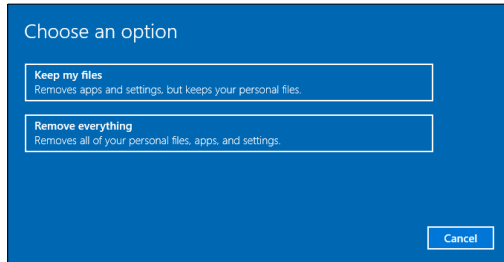 Choose an option
Keep my files
Removes apps and settings, but keeps your personal files.
Remove everything
Removes all of your personal files, apps, and settings.
Cancel